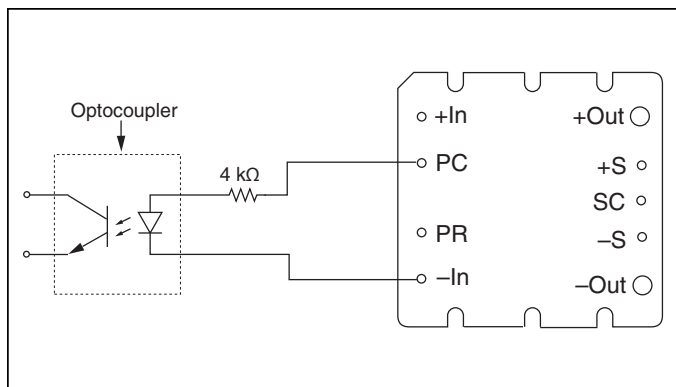 Optocoupler
4 kΩ
+In
PC
PR
–In
+Out
+S
SC
–S
–Out